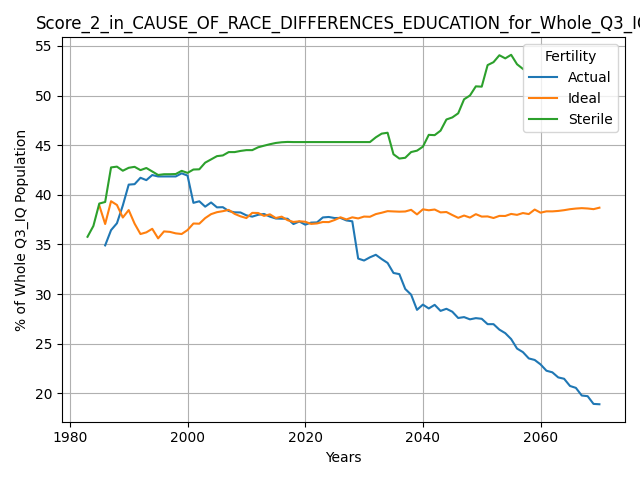 Score_2_in_CAUSE_OF_RACE_DIFFERENCES_EDUCATION_for_Whole_Q3_IQ
Fertility
Actual
Ideal
Sterile
55
50
45
40
35
30
25
20
% of Whole Q3_IQ Population
1980
2000
2020
2040
2060
Years